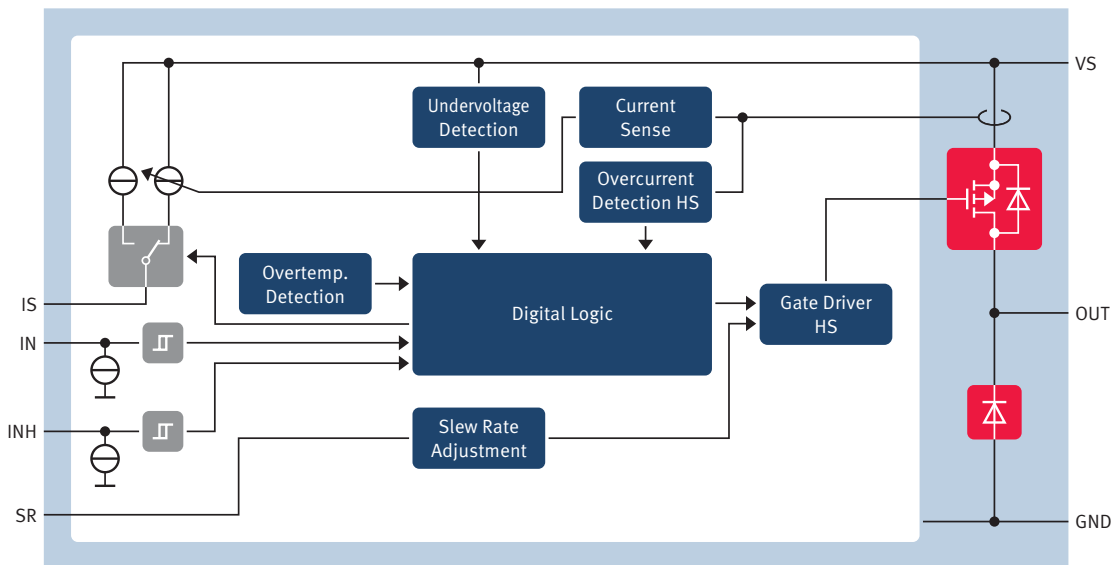 VS
Undervoltage
Detection
Current
Sense
Overcurrent
Detection HS
Overtemp.
Detection
Digital Logic
Gate Driver
HS
IS
OUT
IN
INH
Slew Rate
Adjustment
SR
GND